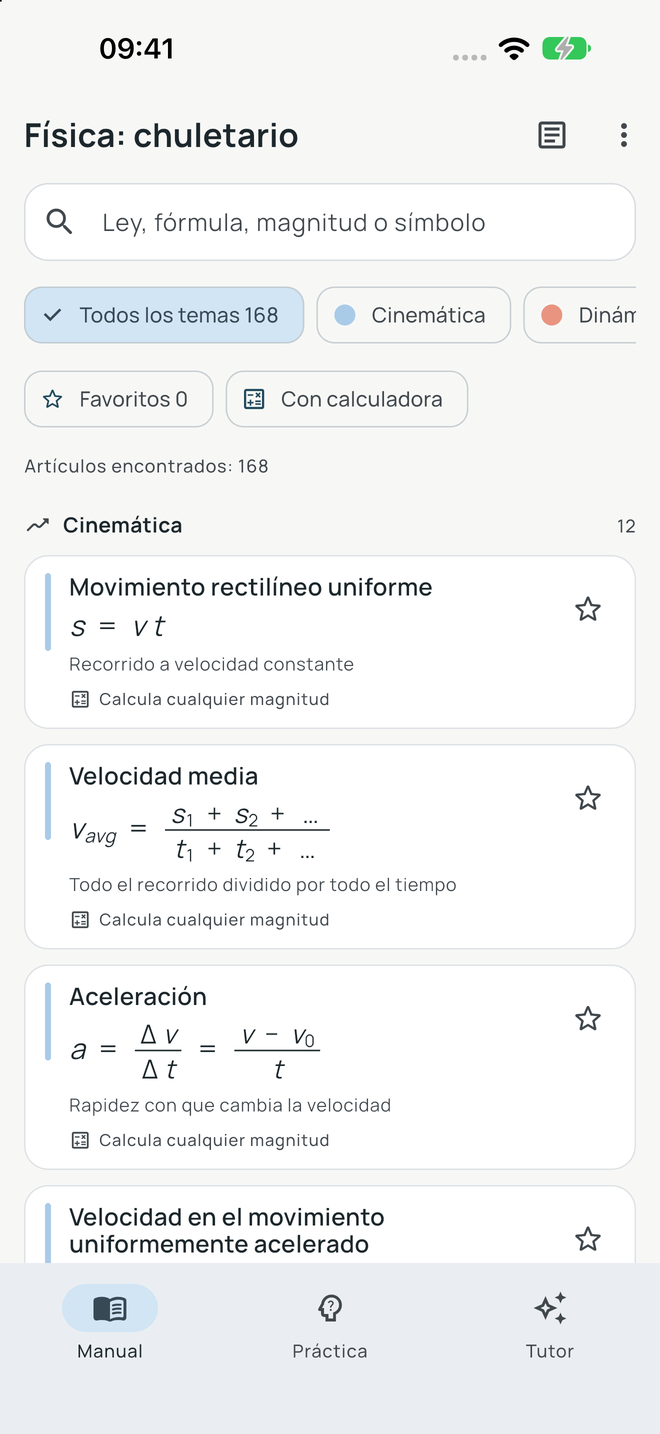 09:41
Física: chuletario
Ley, fórmula, magnitud o símbolo
Todos los temas 168
Cinemática
Dinám
Favoritos 0
Con calculadora
Artículos encontrados: 168
Cinemática 12
Movimiento rectilíneo uniforme
s = v t
Recorrido a velocidad constante
Calcula cualquier magnitud
Velocidad media
v_avg = (s₁ + s₂ + …) / (t₁ + t₂ + …)
Todo el recorrido dividido por todo el tiempo
Calcula cualquier magnitud
Aceleración
a = Δ v / Δ t = (v − v₀) / t
Rapidez con que cambia la velocidad
Calcula cualquier magnitud
Velocidad en el movimiento
uniformemente acelerado
Manual
Práctica
Tutor